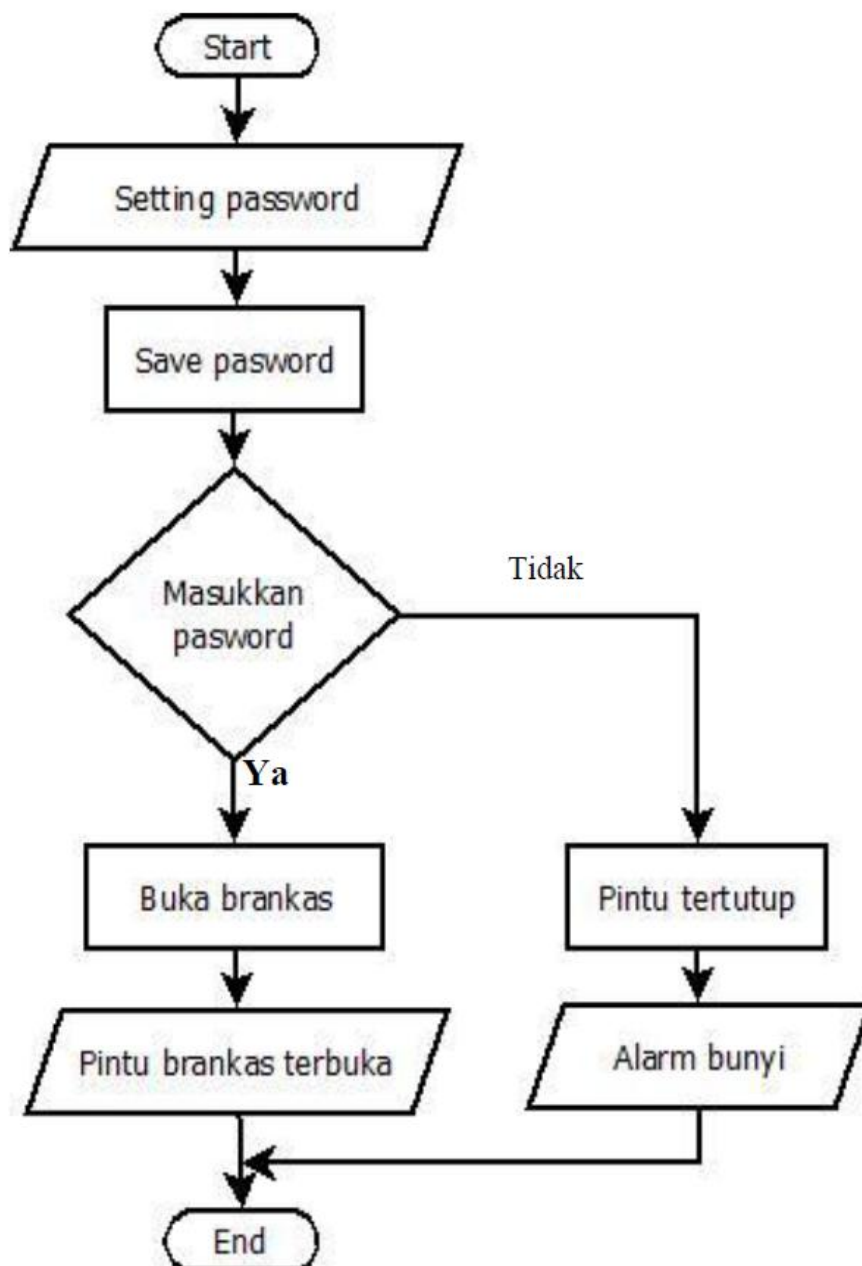 Start
Setting password
Save pasword
Masukkan
pasword
Tidak
Ya
Buka brankas
Pintu tertutup
Pintu brankas terbuka
Alarm bunyi
End